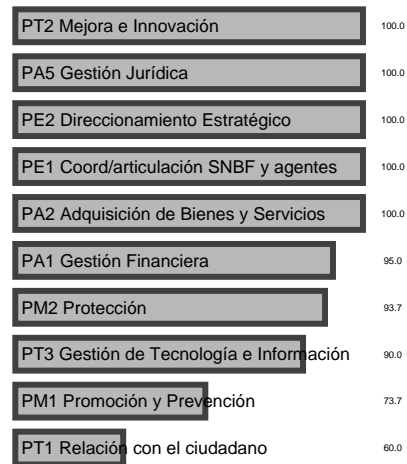 PT2 Mejora e Innovación 100.0
PA5 Gestión Jurídica 100.0
PE2 Direccionamiento Estratégico 100.0
PE1 Coord/articulación SNBF y agentes 100.0
PA2 Adquisición de Bienes y Servicios 100.0
PA1 Gestión Financiera 95.0
PM2 Protección 93.7
PT3 Gestión de Tecnología e Información 90.0
PM1 Promoción y Prevención 73.7
PT1 Relación con el ciudadano 60.0